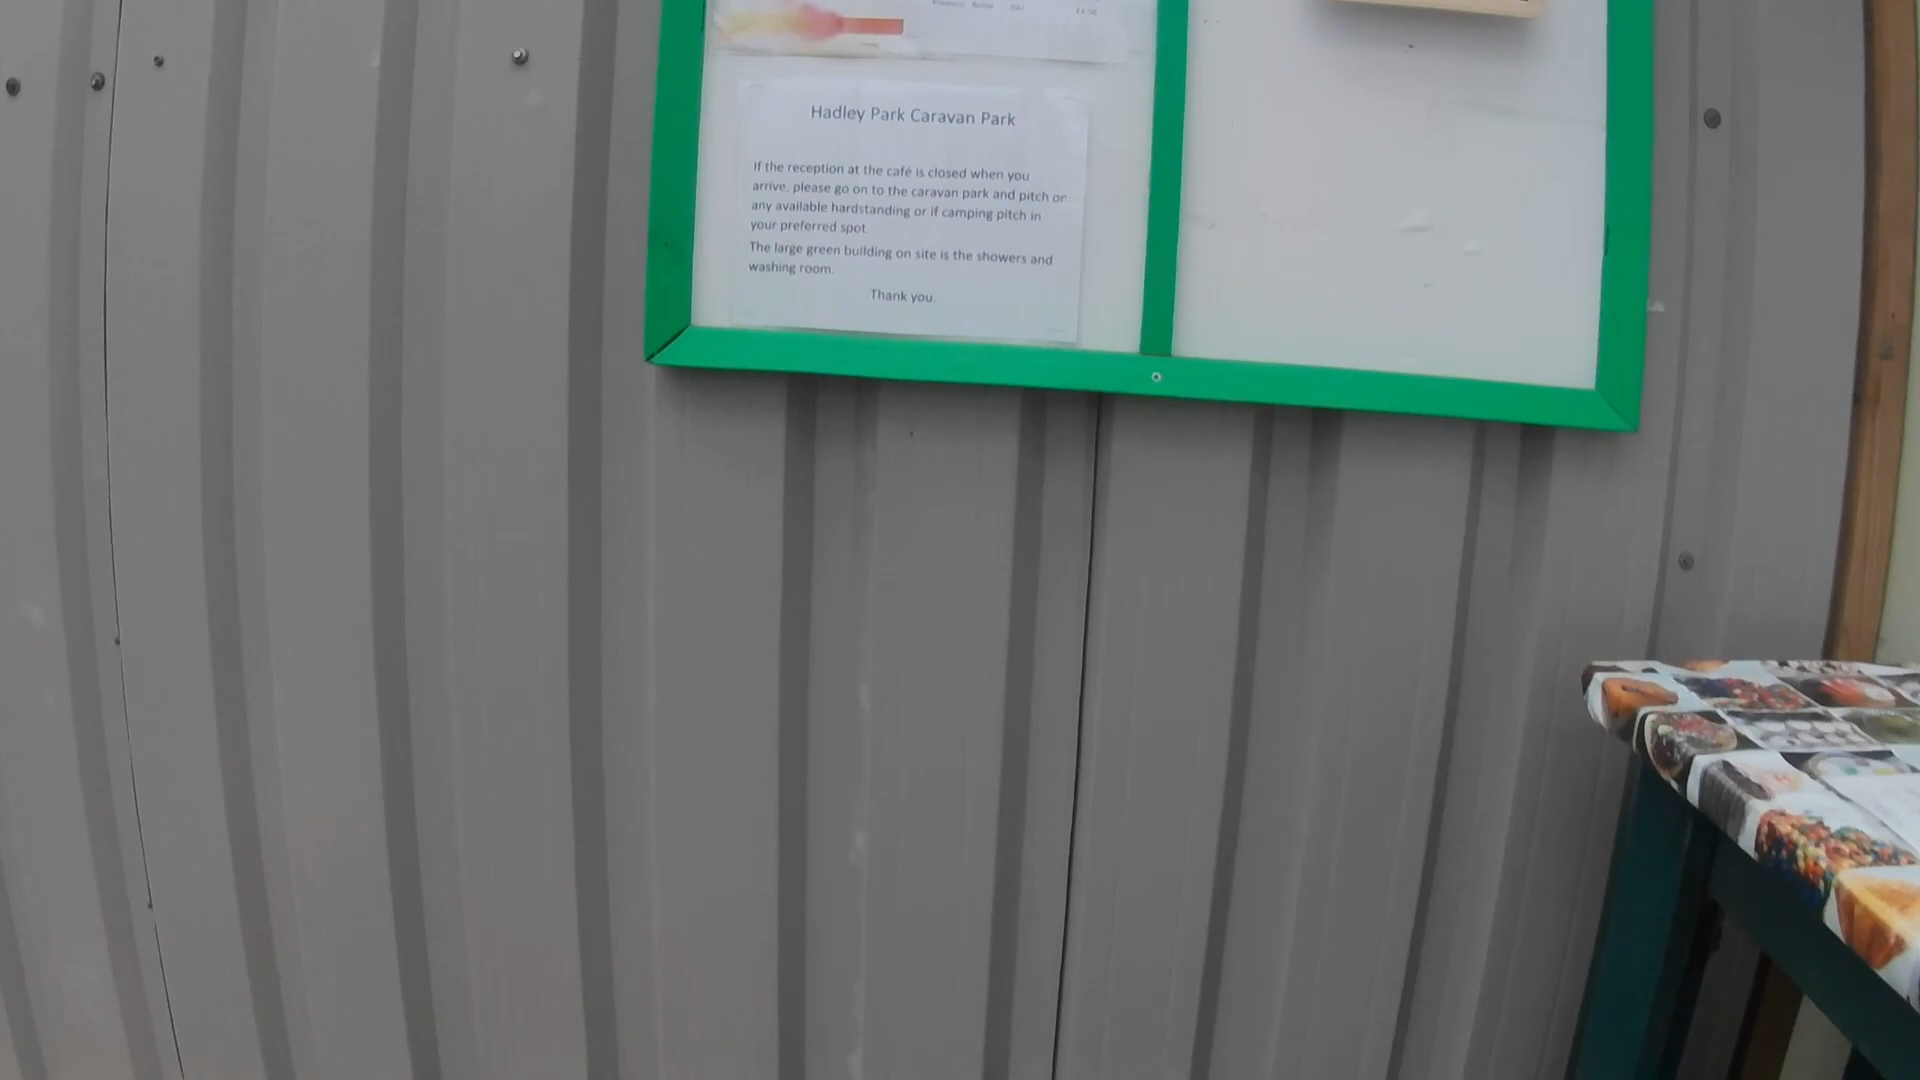 Hadley Park Caravan Park
If the reception at the café is closed when you
arrive, please go on to the caravan park and pitch on
any available hardstanding or if camping pitch in
your preferred spot.
The large green building on site is the showers and
washing room.
Thank you.